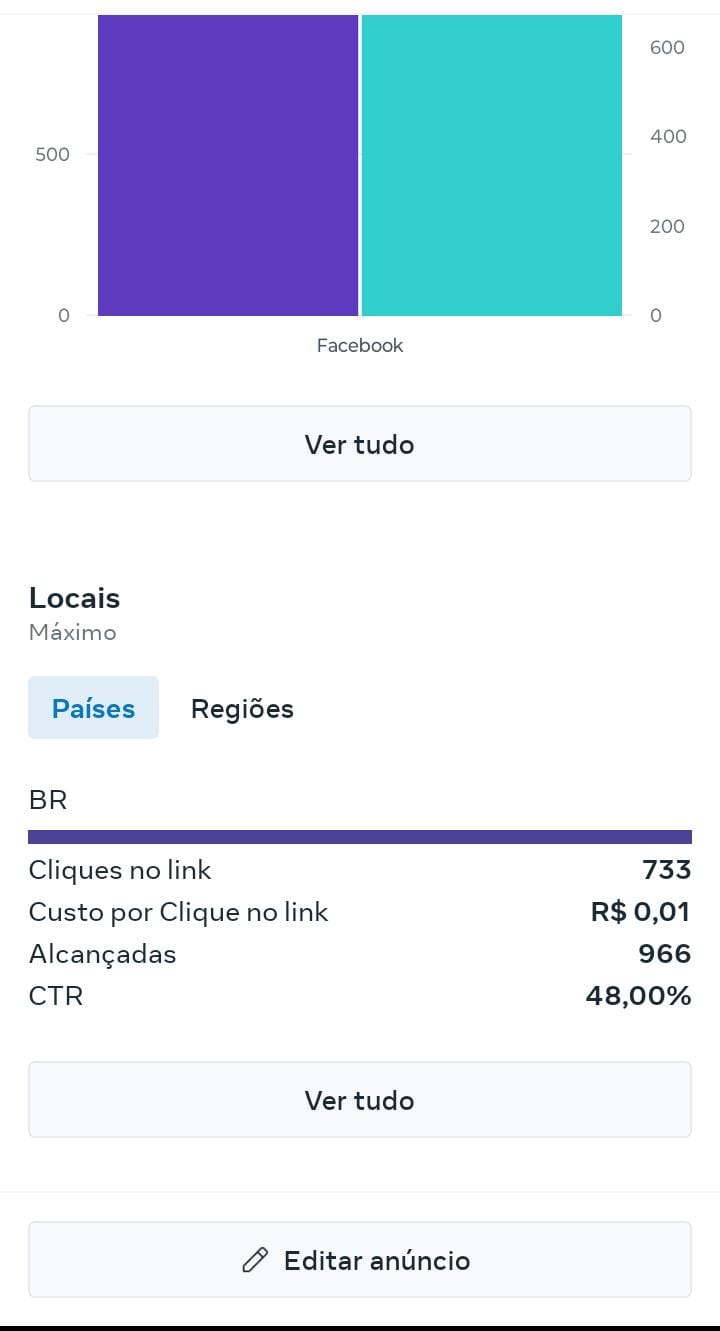 600
400
500
200
0
0
Facebook
Ver tudo
Locais
Máximo
Países Regiões
BR
Cliques no link 733
Custo por Clique no link R$ 0,01
Alcançadas 966
CTR 48,00%
Ver tudo
Editar anúncio